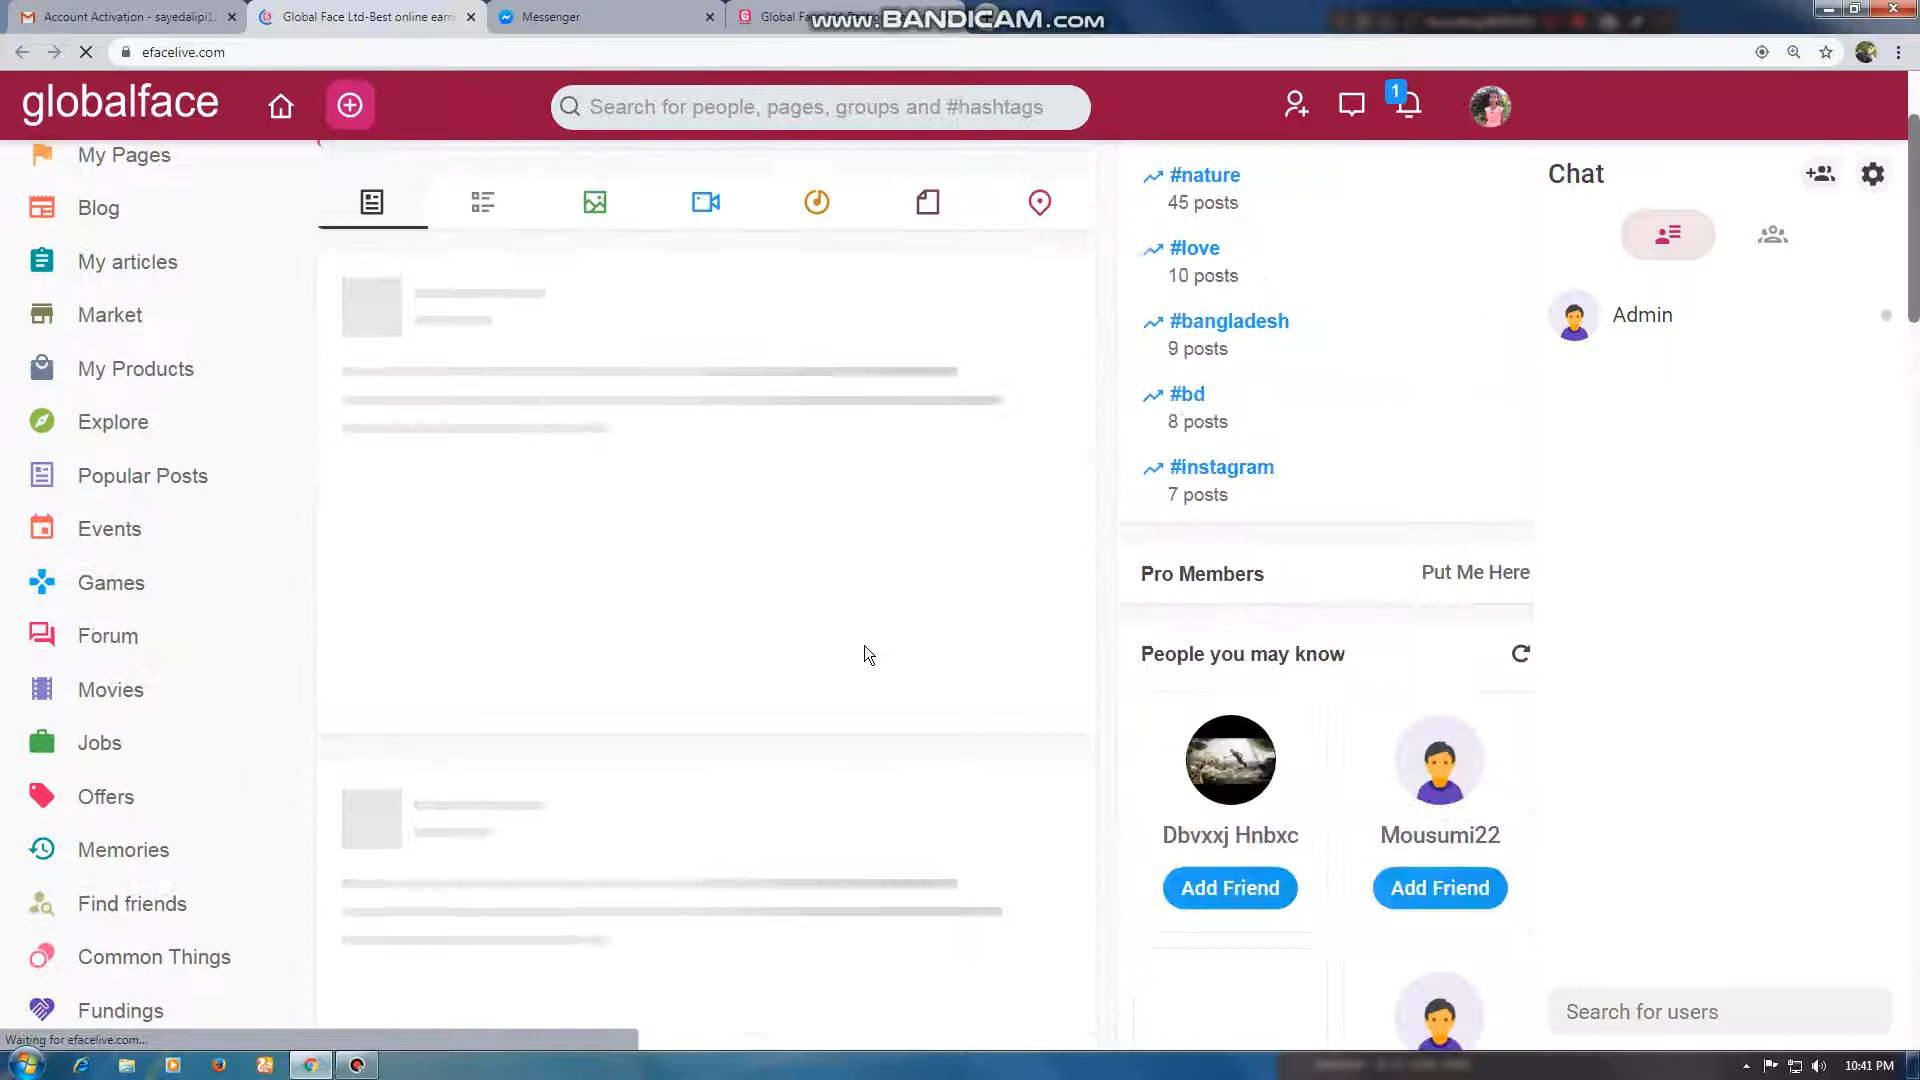 Account Activation - sayedalipi1
Global Face Ltd-Best online earn
Messenger
Global Fa
www.BANDICAM.com
efacelive.com
globalface
Search for people, pages, groups and #hashtags
1
My Pages
Blog
My articles
Market
My Products
Explore
Popular Posts
Events
Games
Forum
Movies
Jobs
Offers
Memories
Find friends
Common Things
Fundings
#nature
45 posts
#love
10 posts
#bangladesh
9 posts
#bd
8 posts
#instagram
7 posts
Pro Members
Put Me Here
People you may know
Dbvxxj Hnbxc
Add Friend
Mousumi22
Add Friend
Chat
Admin
Search for users
Waiting for efacelive.com...
10:41 PM